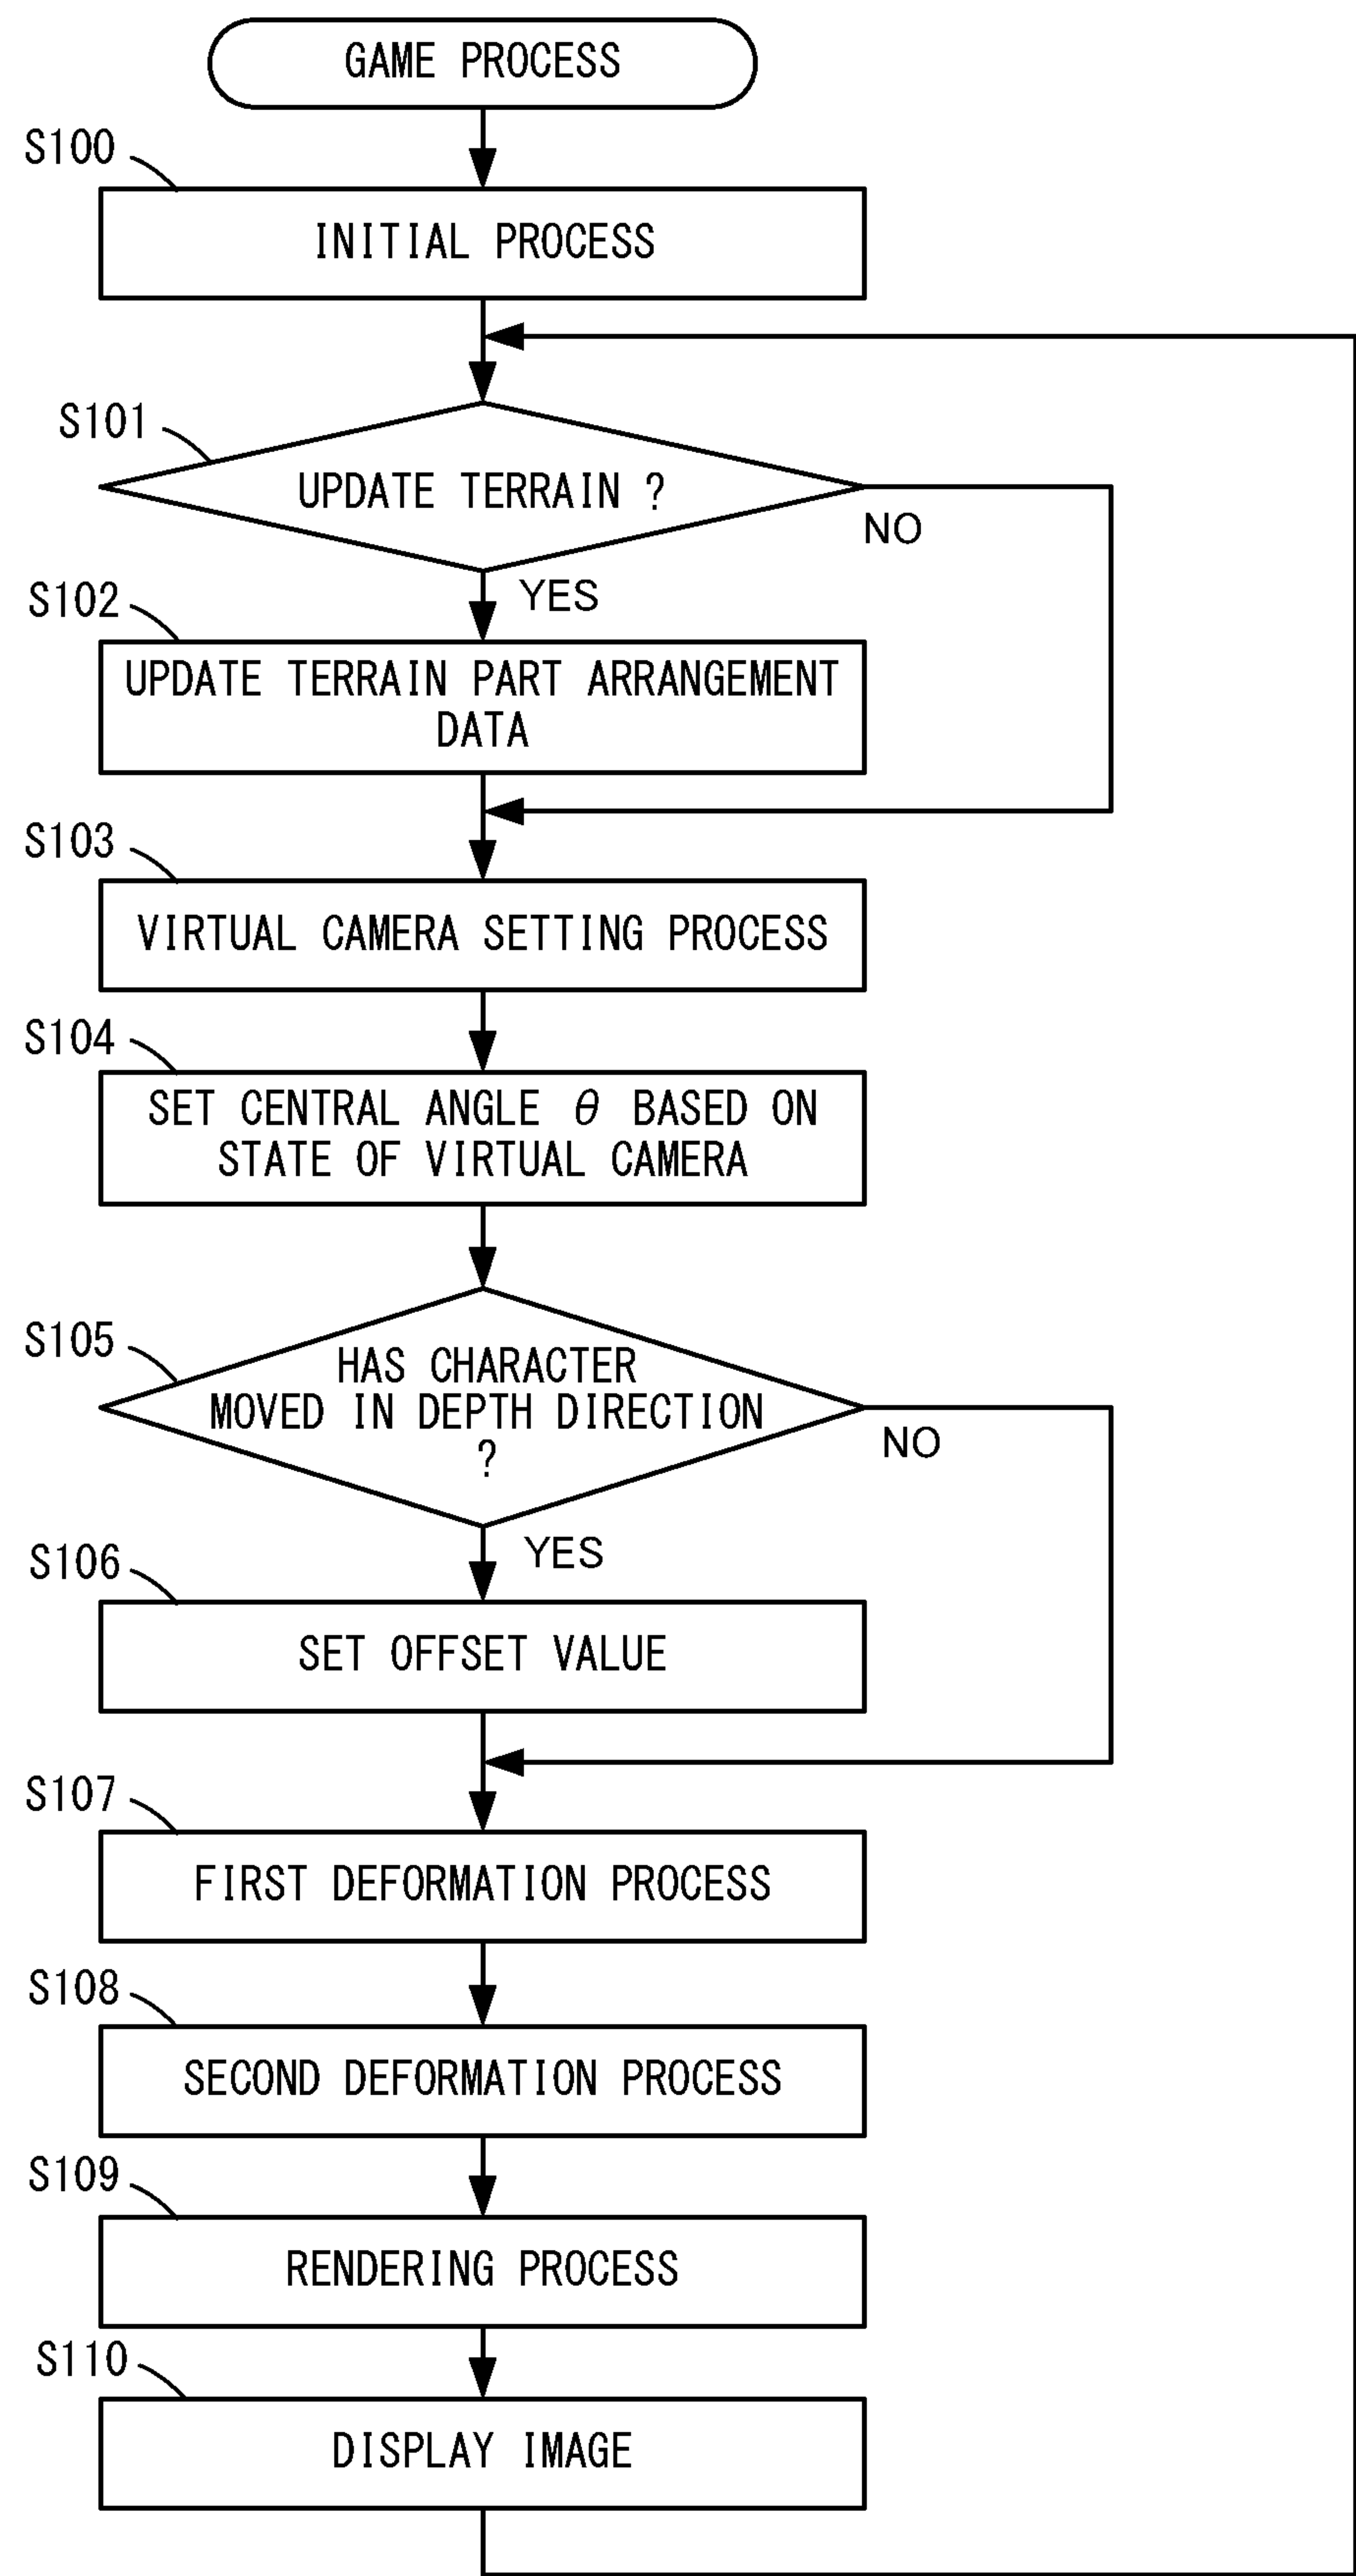 GAME PROCESS
S100
INITIAL PROCESS
S101
UPDATE TERRAIN ?
NO
YES
S102
UPDATE TERRAIN PART ARRANGEMENT
DATA
S103
VIRTUAL CAMERA SETTING PROCESS
S104
SET CENTRAL ANGLE θ BASED ON
STATE OF VIRTUAL CAMERA
S105
HAS CHARACTER
MOVED IN DEPTH DIRECTION
?
NO
YES
S106
SET OFFSET VALUE
S107
FIRST DEFORMATION PROCESS
S108
SECOND DEFORMATION PROCESS
S109
RENDERING PROCESS
S110
DISPLAY IMAGE